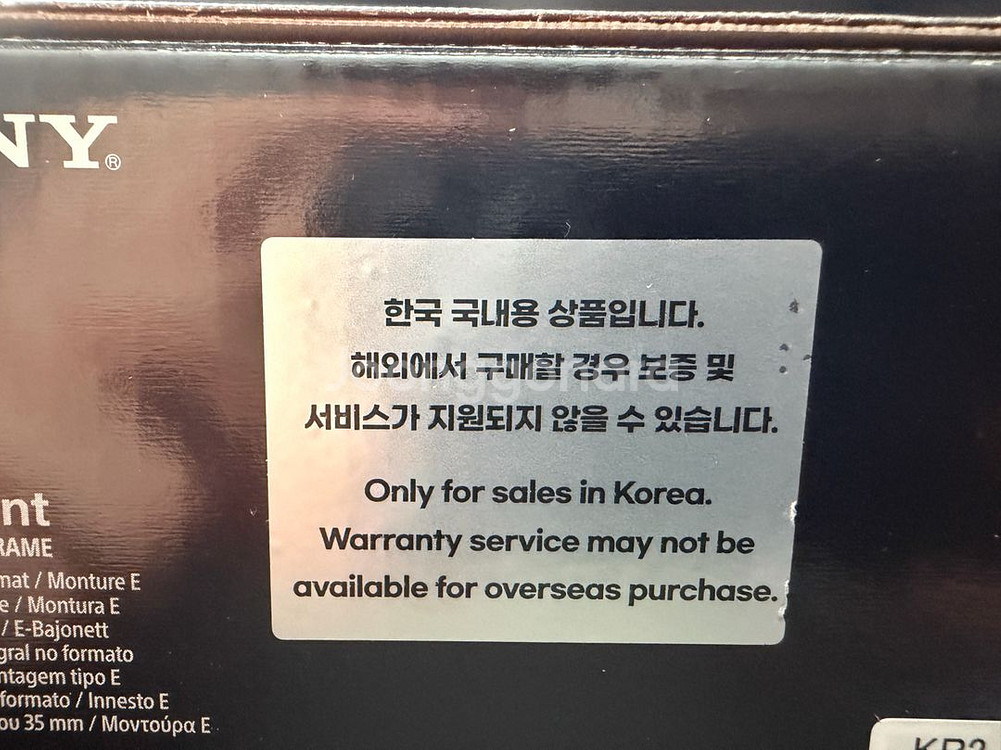 NY®
한국 국내용 상품입니다.
해외에서 구매할 경우 보증 및
서비스가 지원되지 않을 수 있습니다.
Only for sales in Korea.
Warranty service may not be
available for overseas purchase.
nt
RAME
mat / Monture E
e / Montura E
/ E-Bajonett
gral no formato
ntagem tipo E
formato / Innesto E
ου 35 mm / Μοντούρα E